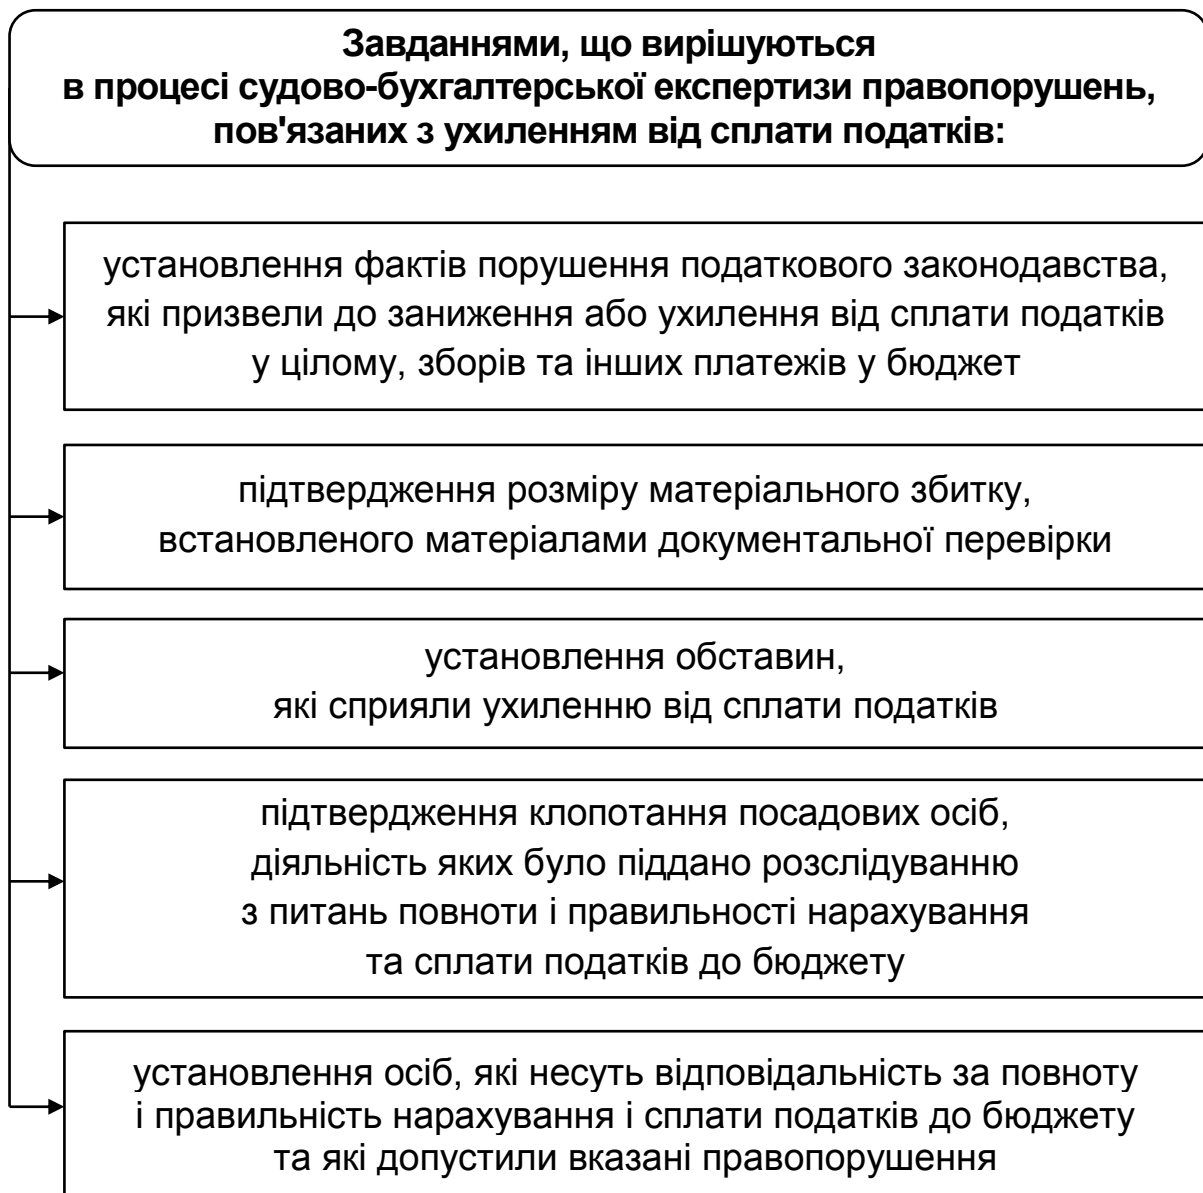 Завданнями, що вирішуються
в процесі судово-бухгалтерської експертизи правопорушень,
пов'язаних з ухиленням від сплати податків:
установлення фактів порушення податкового законодавства,
які призвели до заниження або ухилення від сплати податків
у цілому, зборів та інших платежів у бюджет
підтвердження розміру матеріального збитку,
встановленого матеріалами документальної перевірки
установлення обставин,
які сприяли ухиленню від сплати податків
підтвердження клопотання посадових осіб,
діяльність яких було піддано розслідуванню
з питань повноти і правильності нарахування
та сплати податків до бюджету
установлення осіб, які несуть відповідальність за повноту
і правильність нарахування і сплати податків до бюджету
та які допустили вказані правопорушення